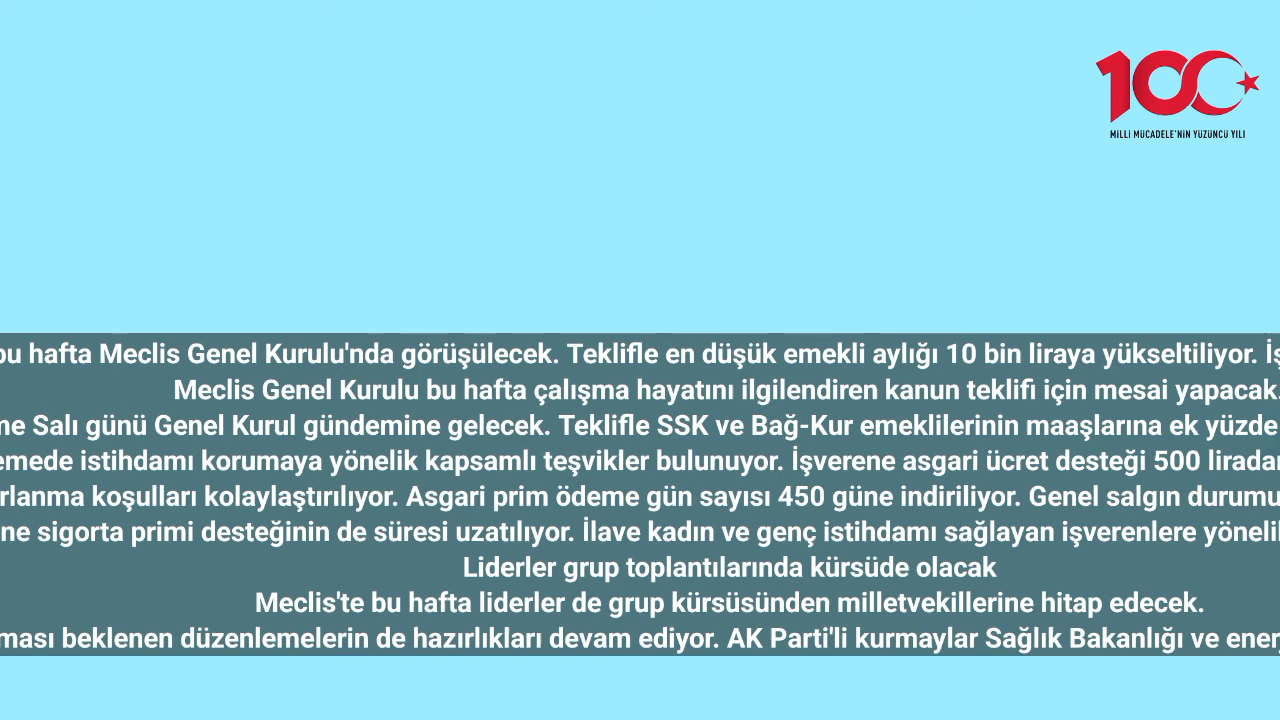 100
MİLLİ MÜCADELE'NİN YÜZÜNCÜ YILI
bu hafta Meclis Genel Kurulu'nda görüşülecek. Teklifle en düşük emekli aylığı 10 bin liraya yükseltiliyor. İş
Meclis Genel Kurulu bu hafta çalışma hayatını ilgilendiren kanun teklifi için mesai yapacak.
me Salı günü Genel Kurul gündemine gelecek. Teklifle SSK ve Bağ-Kur emeklilerinin maaşlarına ek yüzde
emede istihdamı korumaya yönelik kapsamlı teşvikler bulunuyor. İşverene asgari ücret desteği 500 liradan
rlanma koşulları kolaylaştırılıyor. Asgari prim ödeme gün sayısı 450 güne indiriliyor. Genel salgın durumu
ne sigorta primi desteğinin de süresi uzatılıyor. İlave kadın ve genç istihdamı sağlayan işverenlere yönelik
Liderler grup toplantılarında kürsüde olacak
Meclis'te bu hafta liderler de grup kürsüsünden milletvekillerine hitap edecek.
ması beklenen düzenlemelerin de hazırlıkları devam ediyor. AK Parti'li kurmaylar Sağlık Bakanlığı ve enerj